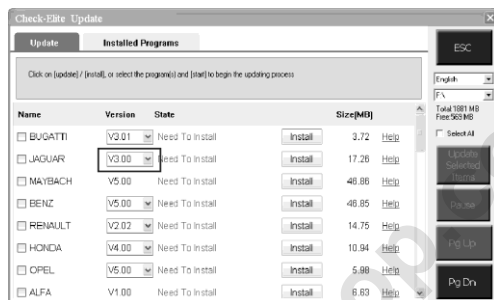 Check-Elite Update
Update
Installed Programs
Click on [update] / [install], or select the program(s) and [start] to begin the updating process
Name Version State Size(MB)
BUGATTI V3.01 Need To Install Install 3.72 Help
JAGUAR V3.00 Need To Install Install 17.26 Help
MAYBACH V5.00 Need To Install Install 46.86 Help
BENZ V5.00 Need To Install Install 46.85 Help
RENAULT V2.02 Need To Install Install 14.75 Help
HONDA V4.00 Need To Install Install 10.94 Help
OPEL V5.00 Need To Install Install 5.98 Help
ALFA V1.00 Need To Install Install 6.63 Help
ESC
English
F:\
Total:1881 MB
Free:563 MB
Select All
Update
Selected
Items
Pause
Pg Up
Pg Dn